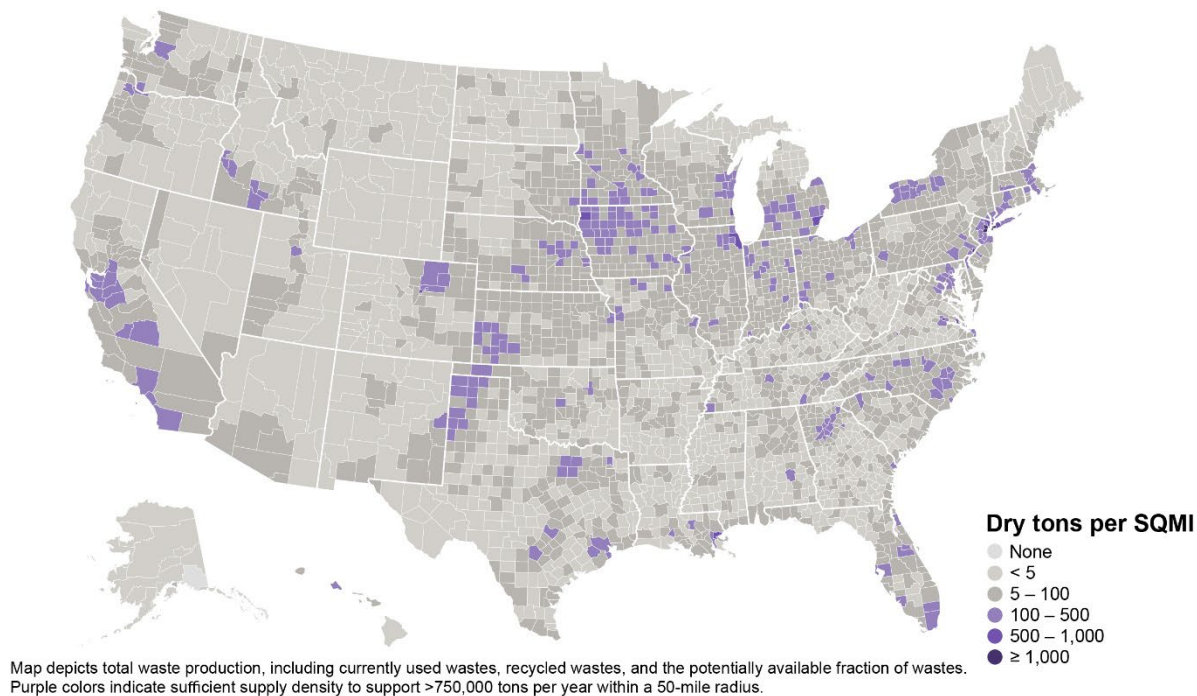 Dry tons per SQMI
None
< 5
5 – 100
100 – 500
500 – 1,000
≥ 1,000
Map depicts total waste production, including currently used wastes, recycled wastes, and the potentially available fraction of wastes.
Purple colors indicate sufficient supply density to support >750,000 tons per year within a 50-mile radius.